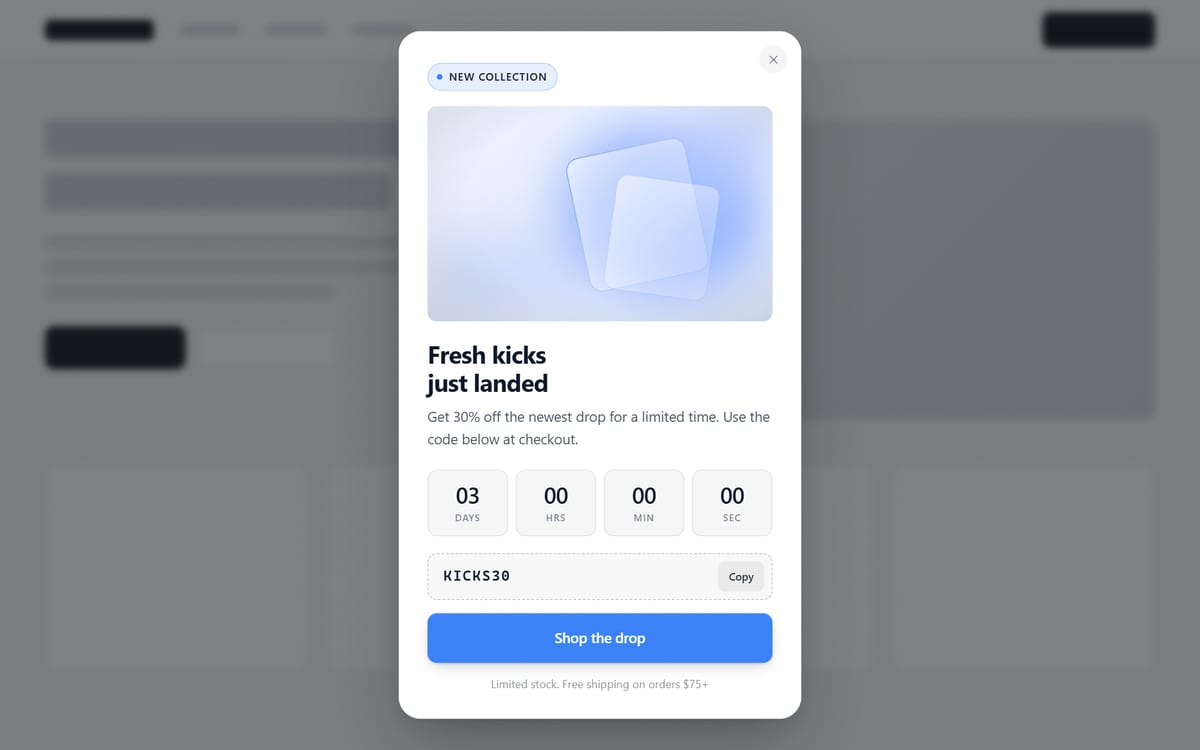 NEW COLLECTION
Fresh kicks
just landed
Get 30% off the newest drop for a limited time. Use the
code below at checkout.
03 00 00 00
DAYS HRS MIN SEC
KICKS30 Copy
Shop the drop
Limited stock. Free shipping on orders $75+